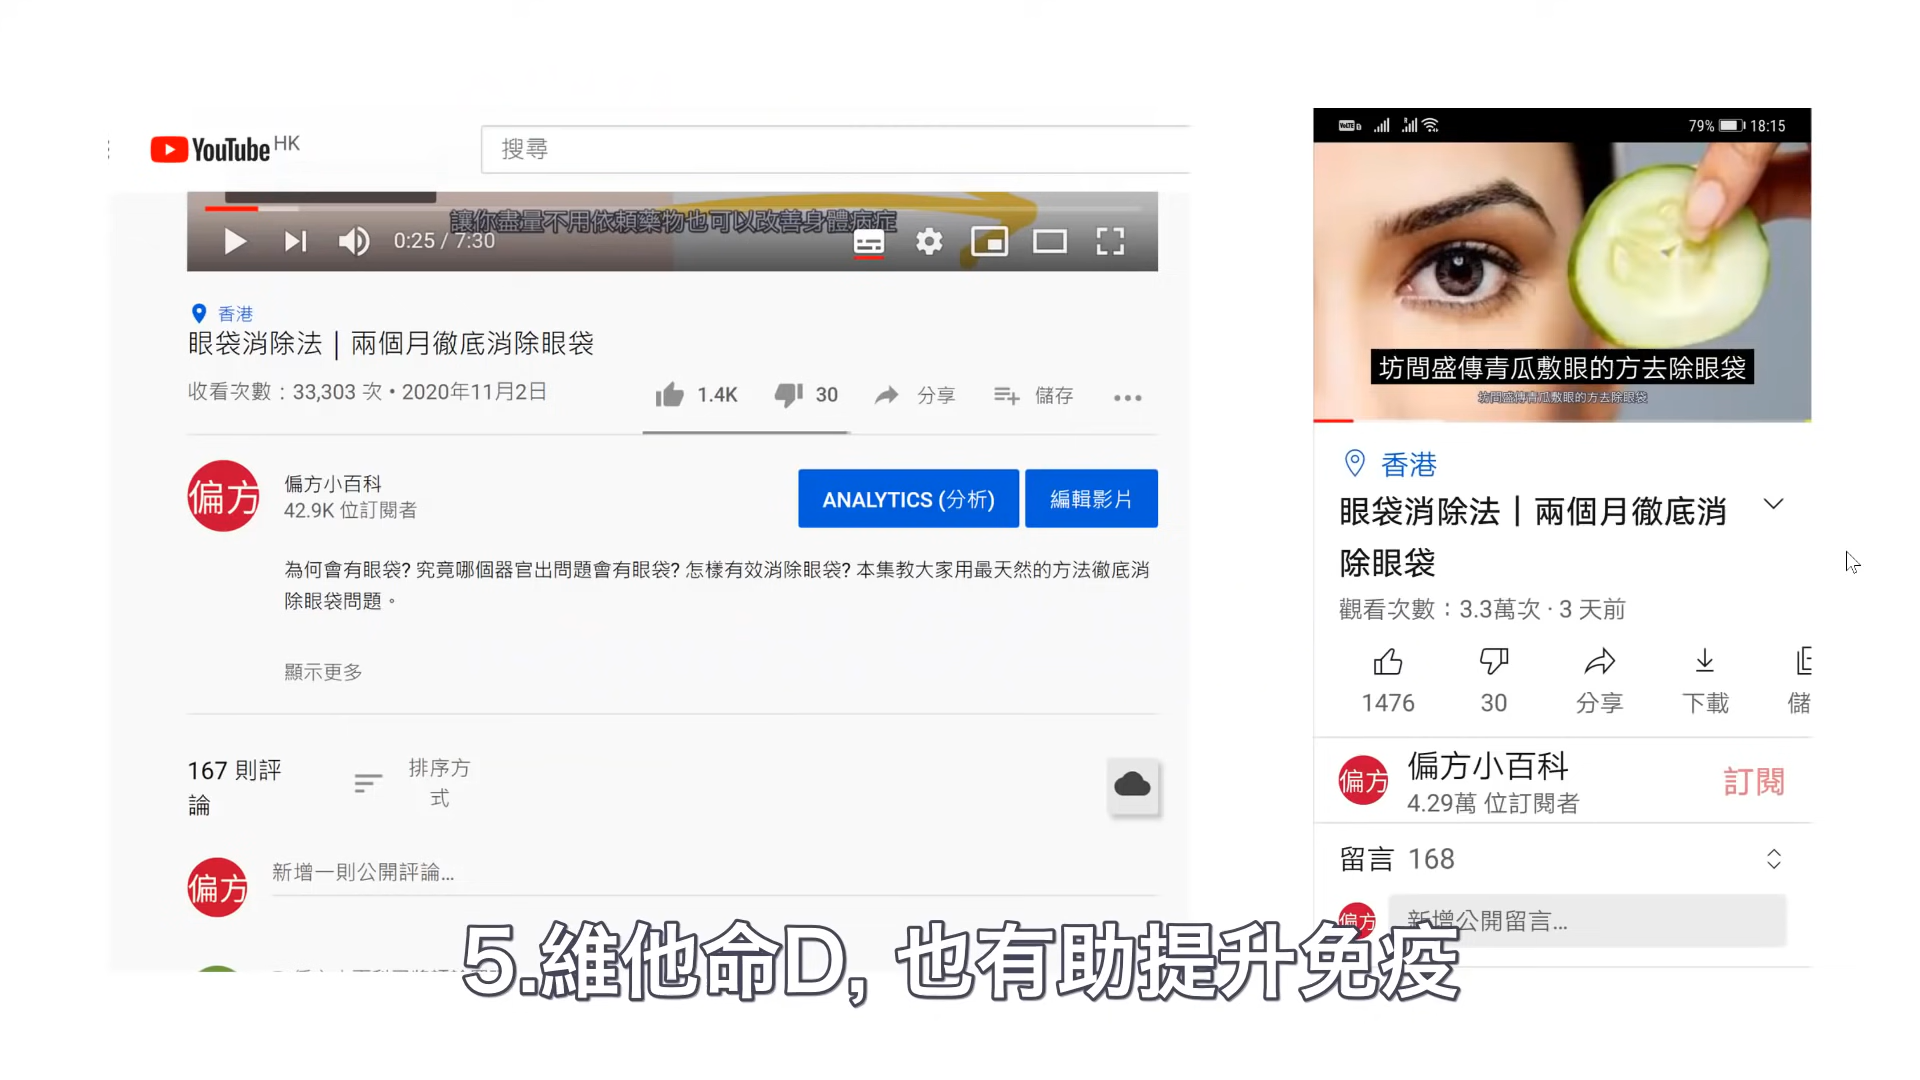 YouTube HK
搜尋
讓你盡量不用依賴藥物也可以改善身體病症
0:25 / 7:30
香港
眼袋消除法｜兩個月徹底消除眼袋
收看次數：33,303 次 • 2020年11月2日
1.4K
30
分享
儲存
偏方
偏方小百科
42.9K 位訂閱者
ANALYTICS (分析)
編輯影片
為何會有眼袋? 究竟哪個器官出問題會有眼袋? 怎樣有效消除眼袋? 本集教大家用最天然的方法徹底消
除眼袋問題。
顯示更多
167 則評
論
排序方
式
偏方
新增一則公開評論...
VoLTE
79%
18:15
坊間盛傳青瓜敷眼的方去除眼袋
坊間盛傳青瓜敷眼的方去除眼袋
香港
眼袋消除法｜兩個月徹底消
除眼袋
觀看次數：3.3萬次 · 3 天前
1476
30
分享
下載
儲
偏方
偏方小百科
4.29萬 位訂閱者
訂閱
留言 168
偏方
新增公開留言...
5.維他命D, 也有助提升免疫